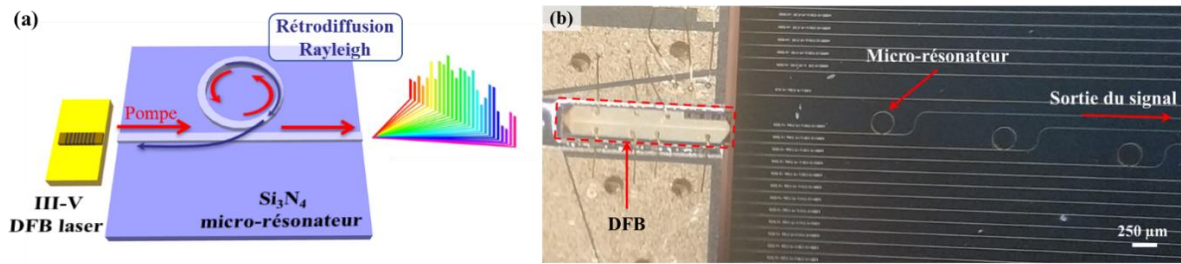 (a)
Rétrodiffusion
Rayleigh
Pompe
III-V
DFB laser
Si₃N₄
micro-résonateur
(b)
Micro-résonateur
Sortie du signal
DFB
250 µm